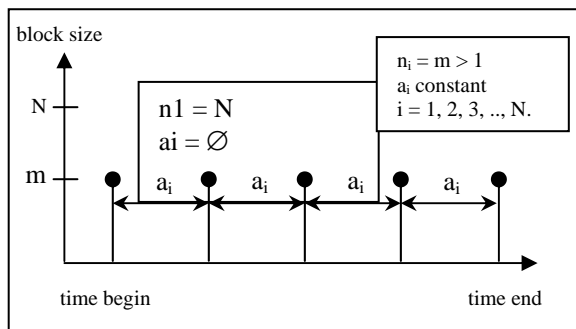 block size
nᵢ = m > 1
aᵢ constant
i = 1, 2, 3, .., N.
N
n1 = N
ai = ∅
m
aᵢ aᵢ aᵢ aᵢ
time begin time end